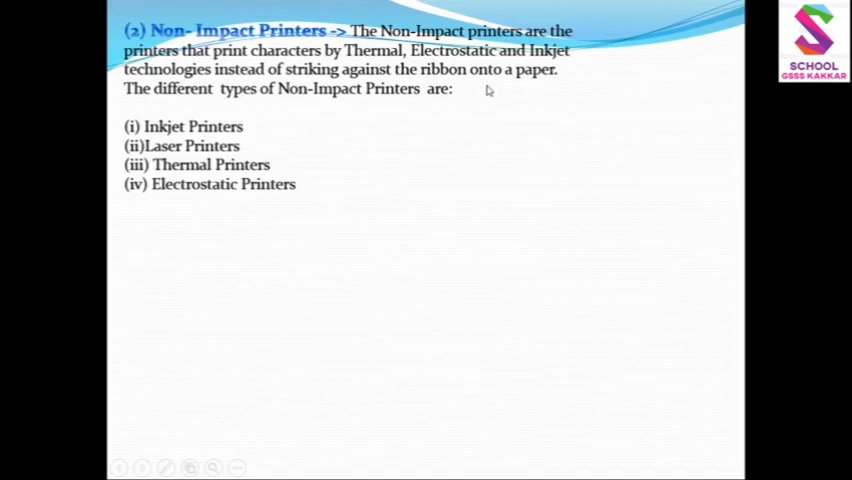 (2) Non- Impact Printers -> The Non-Impact printers are the
printers that print characters by Thermal, Electrostatic and Inkjet
technologies instead of striking against the ribbon onto a paper.
The different types of Non-Impact Printers are:
(i) Inkjet Printers
(ii)Laser Printers
(iii) Thermal Printers
(iv) Electrostatic Printers
SCHOOL
GSSS KAKKAR